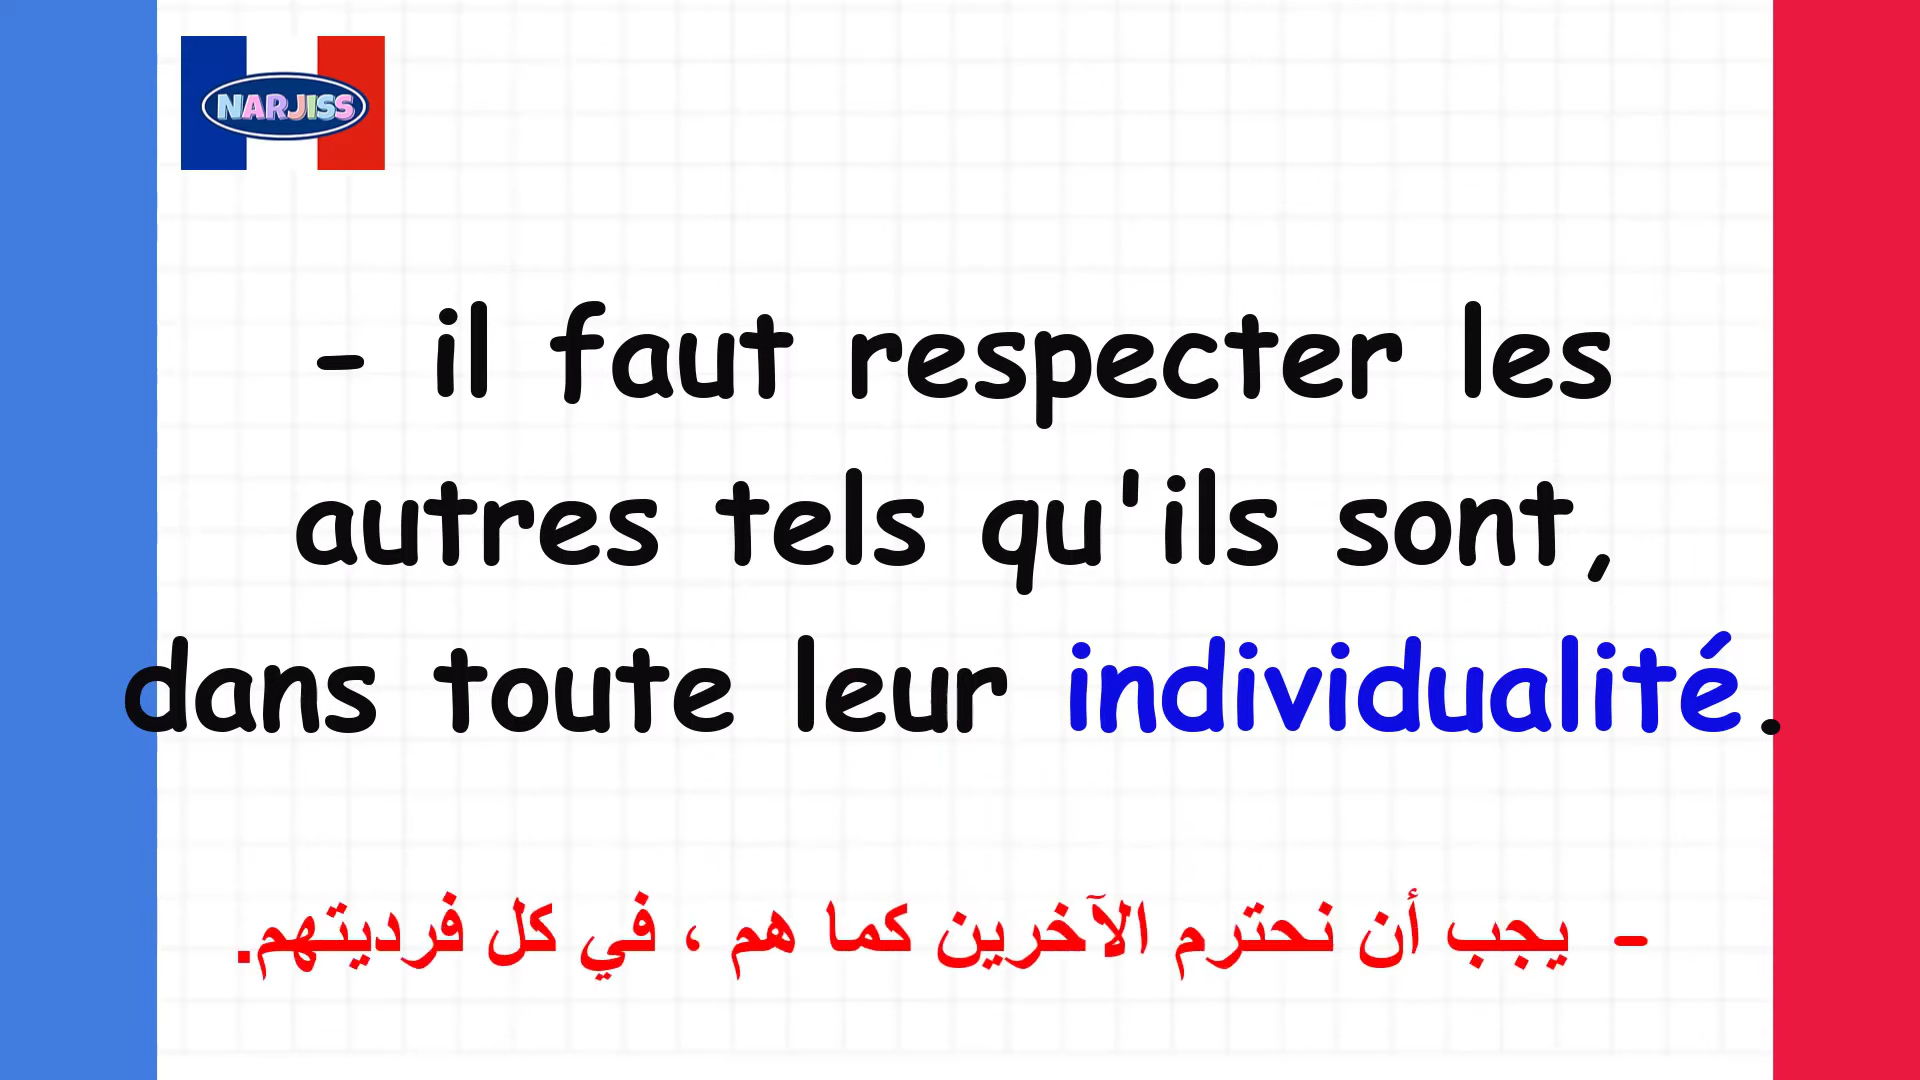 NARJISS
- il faut respecter les
autres tels qu'ils sont,
dans toute leur individualité.
- يجب أن نحترم الآخرين كما هم ، في كل فرديتهم.